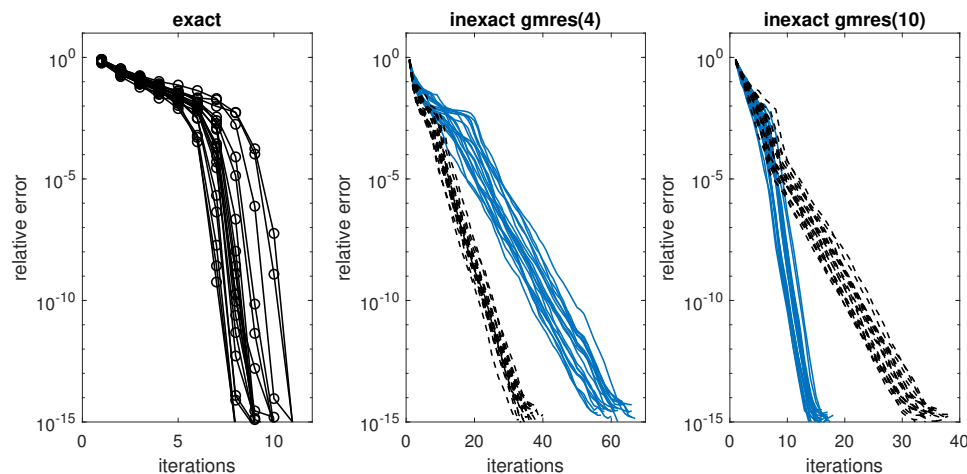 exact
10^0
10^-5
10^-10
10^-15
relative error
0
5
10
iterations
inexact gmres(4)
10^0
10^-5
10^-10
10^-15
relative error
0
20
40
60
iterations
inexact gmres(10)
10^0
10^-5
10^-10
10^-15
relative error
0
10
20
30
40
iterations